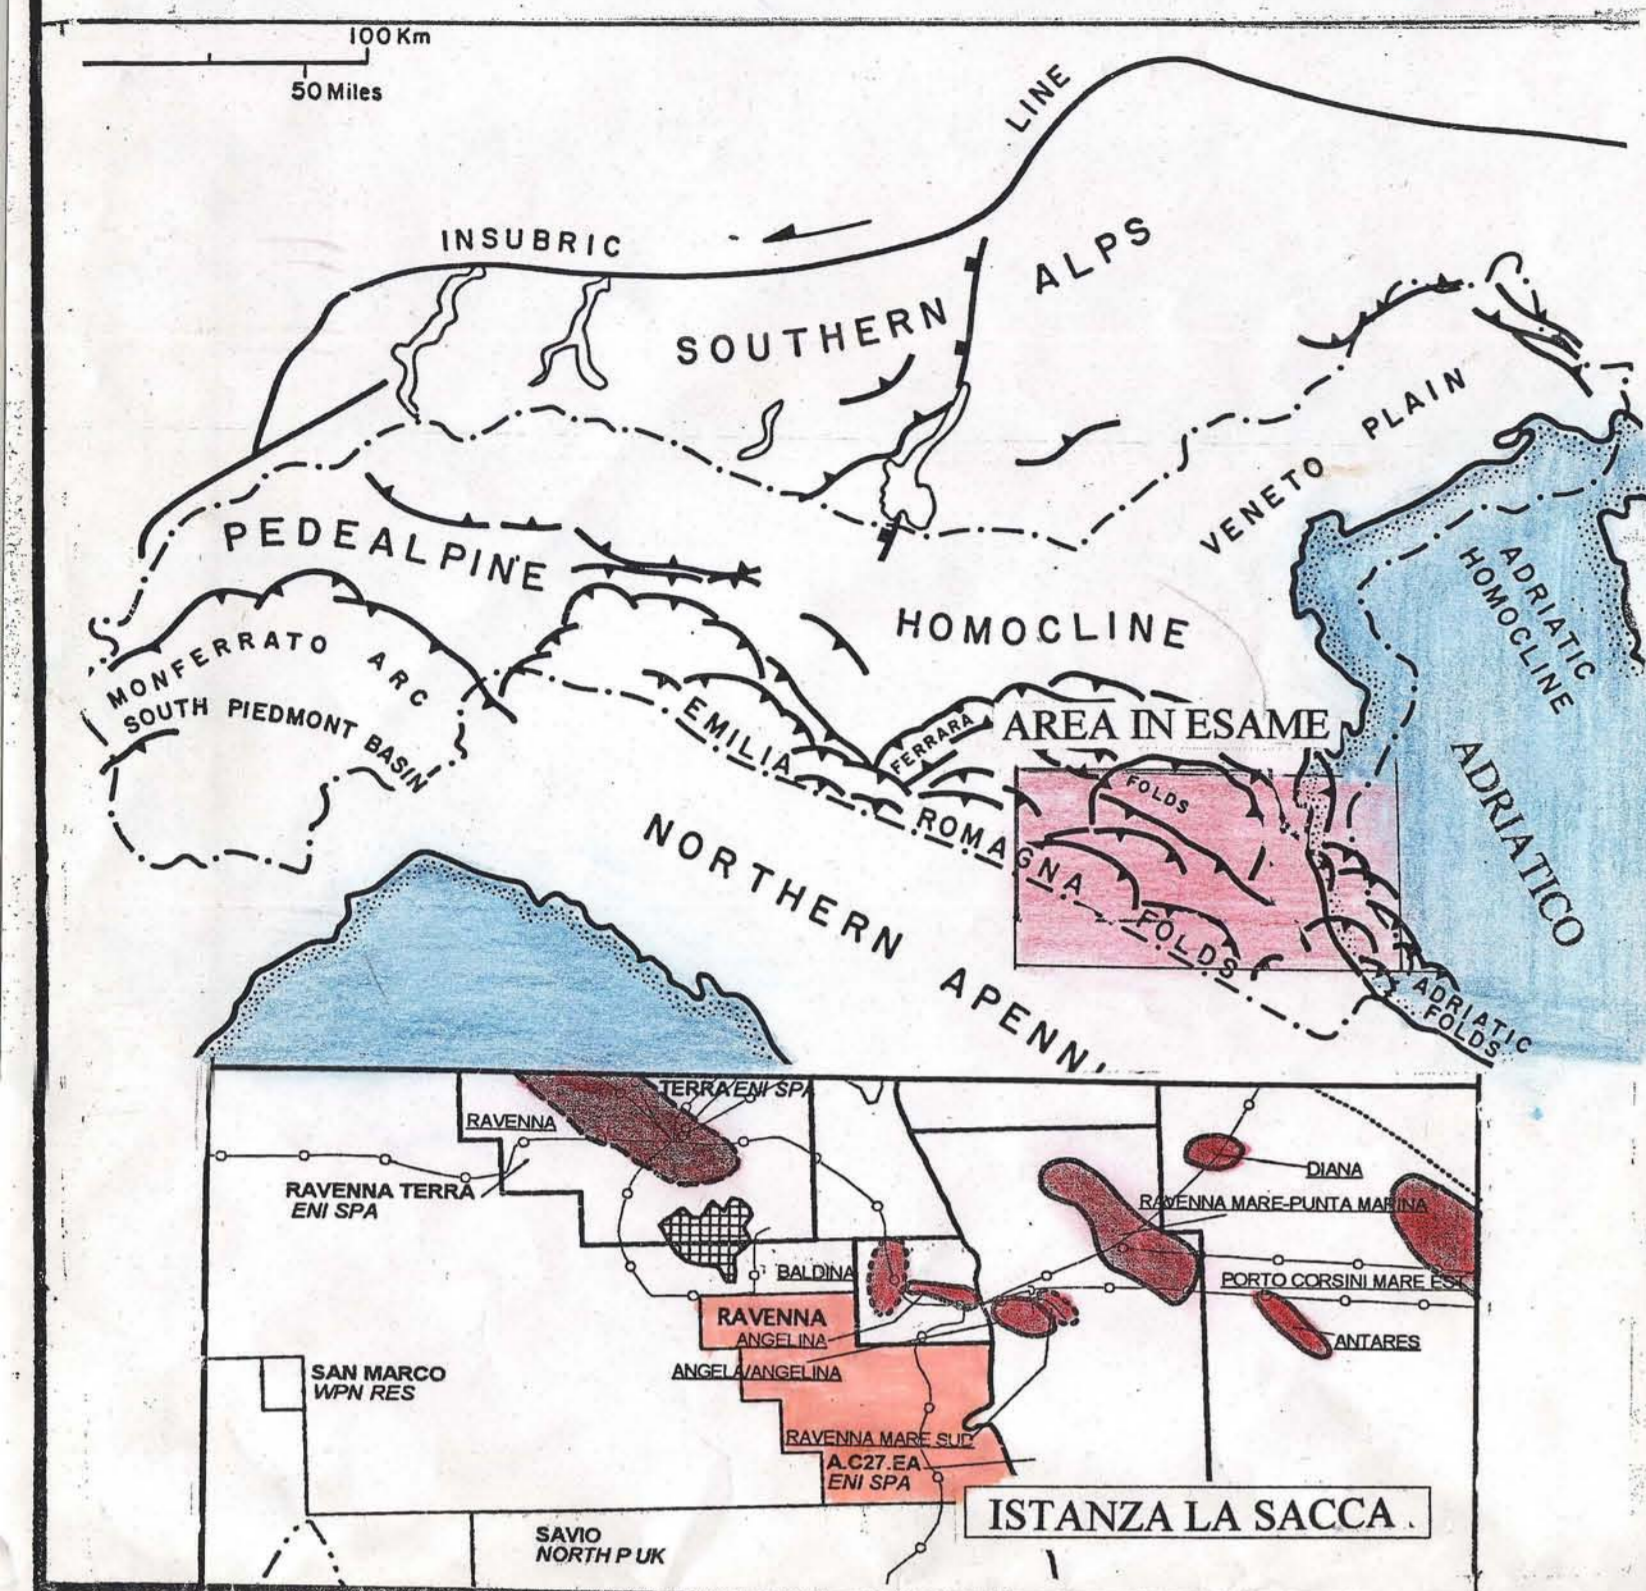 100 Km
50 Miles
INSUBRIC
LINE
SOUTHERN
ALPS
VENETO PLAIN
PEDEALPINE
HOMOCLINE
ADRIATIC
HOMOCLINE
MONFERRATO ARC
SOUTH PIEDMONT BASIN
EMILIA
FERRARA
AREA IN ESAME
FOLDS
ROMAGNA
FOLDS
ADRIATICO
NORTHERN APENN
ADRIATIC
FOLDS
TERRA ENI SPA
RAVENNA
RAVENNA TERRA
ENI SPA
DIANA
RAVENNA MARE-PUNTA MARINA
BALDINA
PORTO CORSINI MARE EST
RAVENNA
ANGELINA
ANTARES
ANGELA/ANGELINA
SAN MARCO
WPN RES
RAVENNA MARE SUD
A.C27.EA
ENI SPA
ISTANZA LA SACCA
SAVIO
NORTH P UK